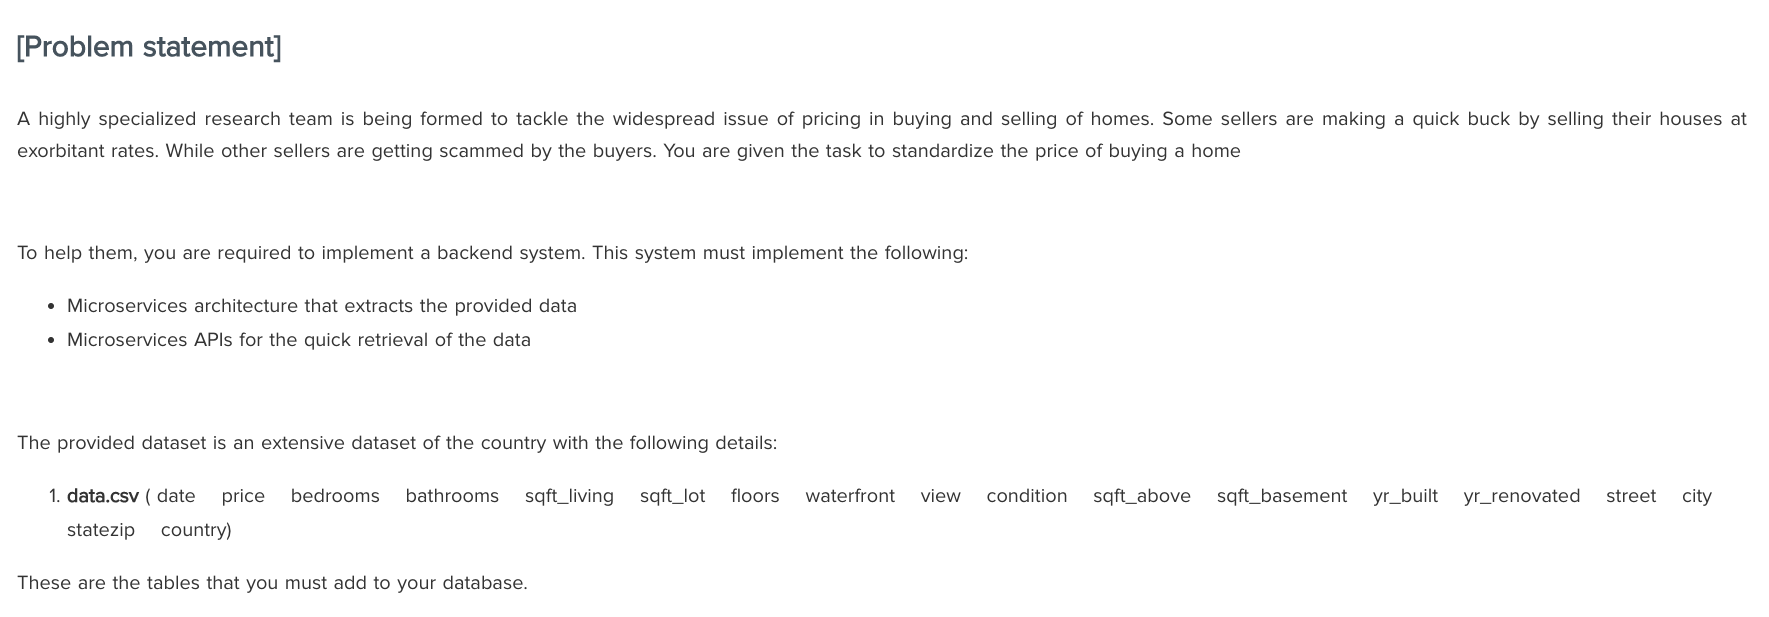 [Problem statement]
A highly specialized research team is being formed to tackle the widespread issue of pricing in buying and selling of homes. Some sellers are making a quick buck by selling their houses at
exorbitant rates. While other sellers are getting scammed by the buyers. You are given the task to standardize the price of buying a home
To help them, you are required to implement a backend system. This system must implement the following:
• Microservices architecture that extracts the provided data
• Microservices APIs for the quick retrieval of the data
The provided dataset is an extensive dataset of the country with the following details:
1. data.csv ( date price bedrooms bathrooms sqft_living sqft_lot floors waterfront view condition sqft_above sqft_basement yr_built yr_renovated street city
statezip country)
These are the tables that you must add to your database.